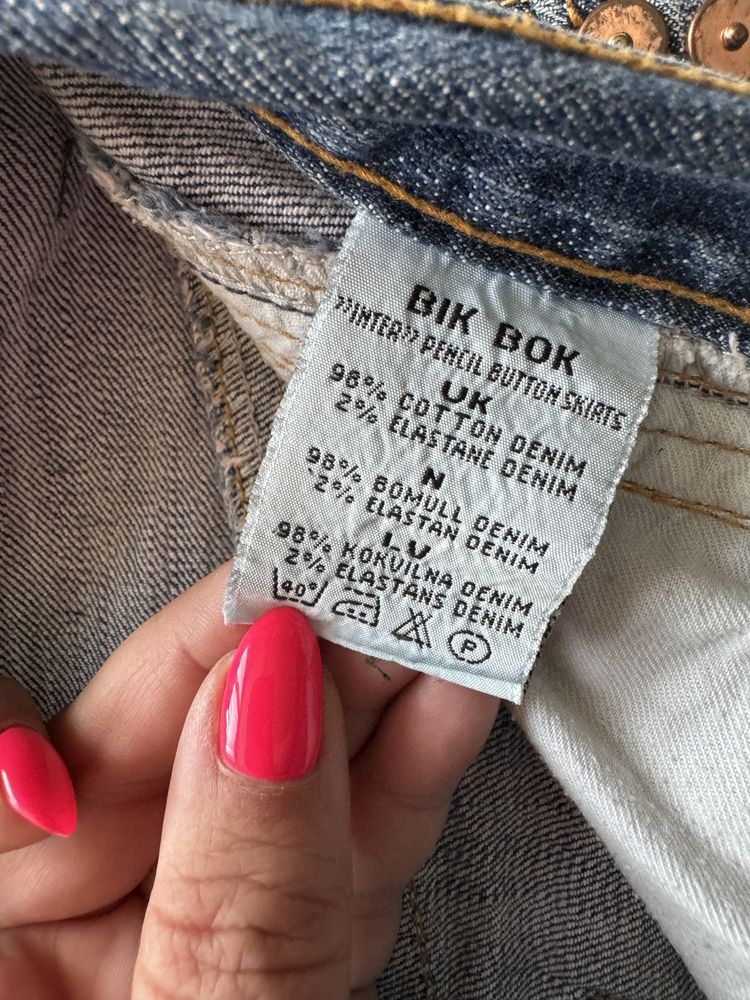 BIK BOK
"INTER" PENCIL BUTTON SKIRTS
UK
98% COTTON DENIM
2% ELASTANE DENIM
N
98% BOMULL DENIM
2% ELASTAN DENIM
LV
98% KOKVILNA DENIM
2% ELASTANS DENIM
40° P